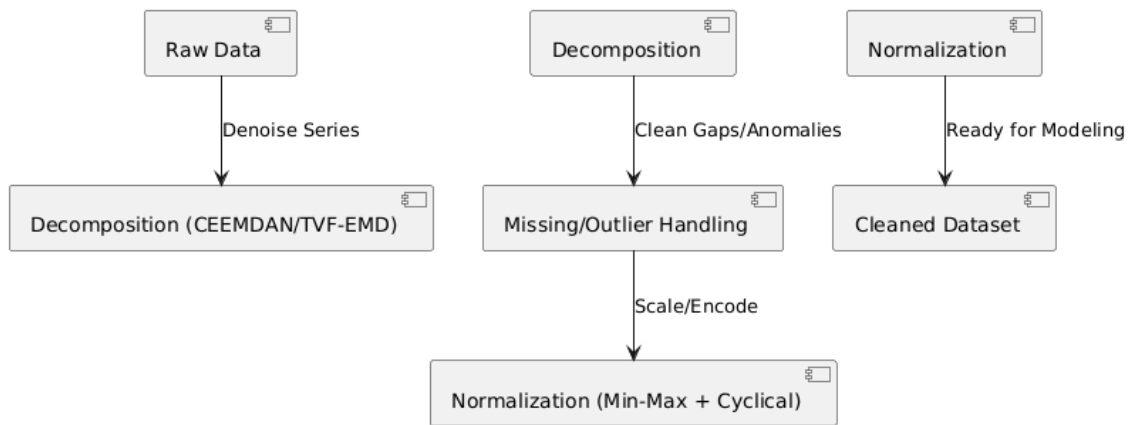 Raw Data
Decomposition
Normalization
Denoise Series
Clean Gaps/Anomalies
Ready for Modeling
Decomposition (CEEMDAN/TVF-EMD)
Missing/Outlier Handling
Cleaned Dataset
Scale/Encode
Normalization (Min-Max + Cyclical)